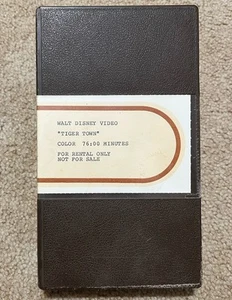 WALT DISNEY VIDEO
"TIGER TOWN"
COLOR 76:00 MINUTES
FOR RENTAL ONLY
NOT FOR SALE